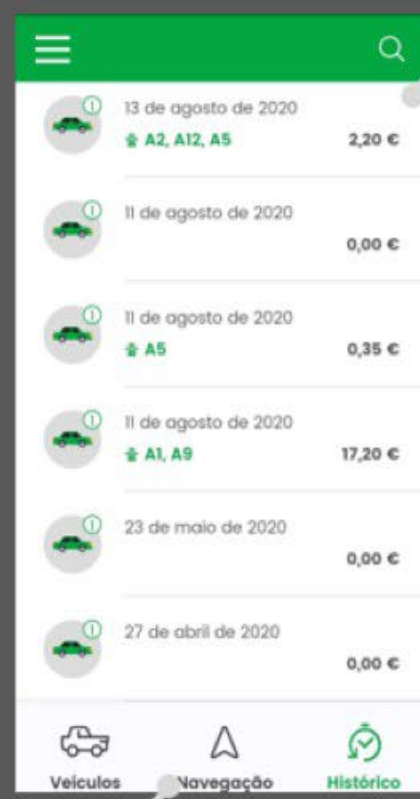 13 de agosto de 2020
A2, A12, A5
2,20 €
11 de agosto de 2020
0,00 €
11 de agosto de 2020
A5
0,35 €
11 de agosto de 2020
A1, A9
17,20 €
23 de maio de 2020
0,00 €
27 de abril de 2020
0,00 €
Veículos Navegação Histórico